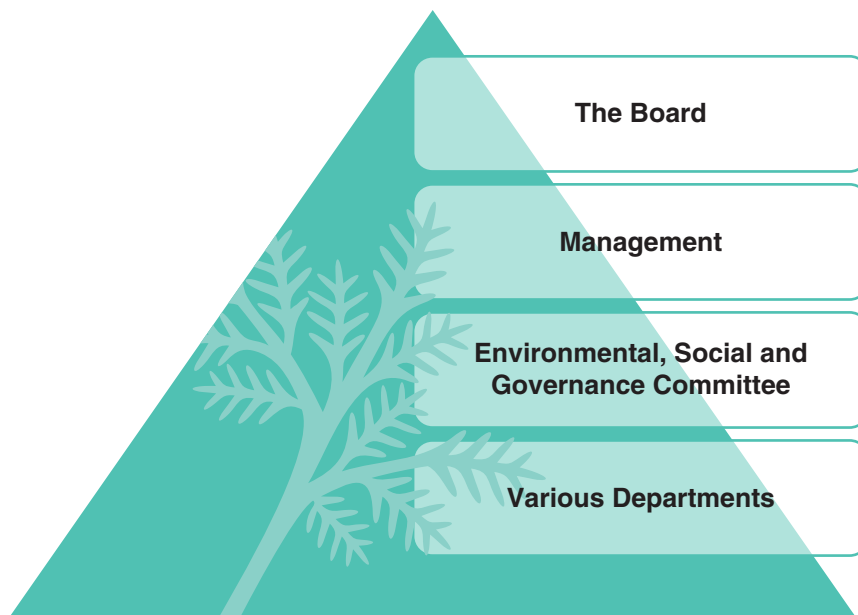 The Board
Management
Environmental, Social and
Governance Committee
Various Departments